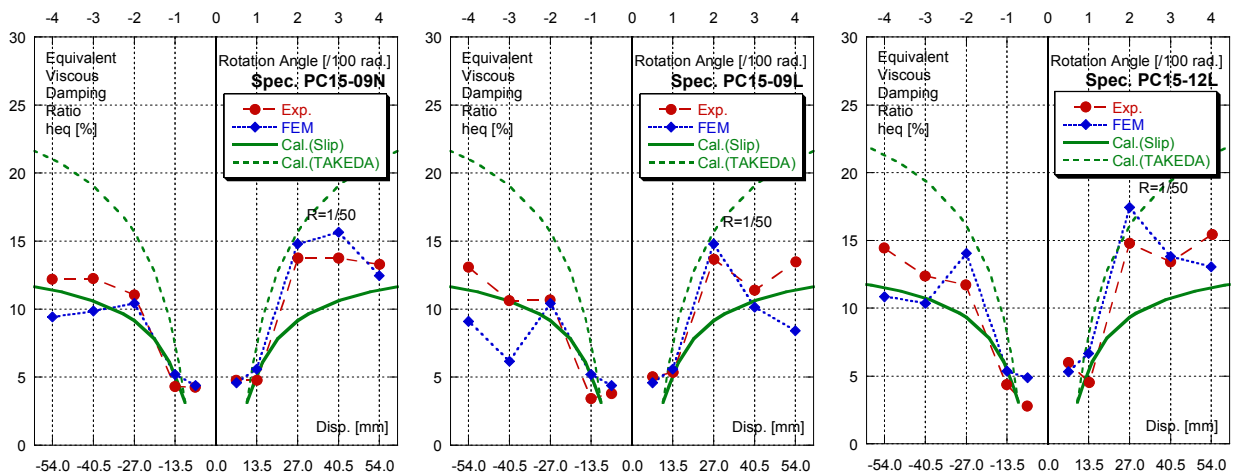 -4 -3 -2 -1 0 1 2 3 4
30
25
20
15
10
5
0
Equivalent
Viscous
Damping
Ratio
heq [%]
Rotation Angle [/100 rad.]
Spec. PC15-09N
Exp.
FEM
Cal.(Slip)
Cal.(TAKEDA)
R=1/50
Disp. [mm]
-54.0 -40.5 -27.0 -13.5 0.0 13.5 27.0 40.5 54.0
-4 -3 -2 -1 0 1 2 3 4
30
25
20
15
10
5
0
Equivalent
Viscous
Damping
Ratio
heq [%]
Rotation Angle [/100 rad.]
Spec. PC15-09L
Exp.
FEM
Cal.(Slip)
Cal.(TAKEDA)
R=1/50
Disp. [mm]
-54.0 -40.5 -27.0 -13.5 0.0 13.5 27.0 40.5 54.0
-4 -3 -2 -1 0 1 2 3 4
30
25
20
15
10
5
0
Equivalent
Viscous
Damping
Ratio
heq [%]
Rotation Angle [/100 rad.]
Spec. PC15-12L
Exp.
FEM
Cal.(Slip)
Cal.(TAKEDA)
R=1/50
Disp. [mm]
-54.0 -40.5 -27.0 -13.5 0.0 13.5 27.0 40.5 54.0